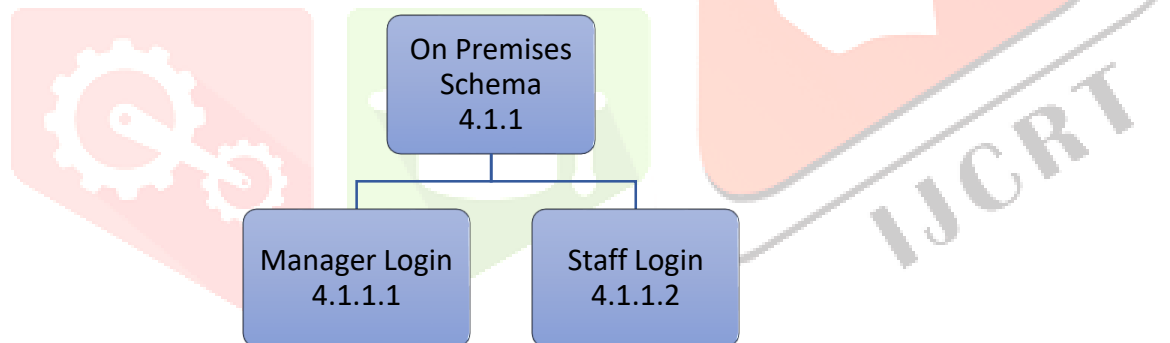 On Premises
Schema
4.1.1
Manager Login
4.1.1.1
Staff Login
4.1.1.2
IJCRT